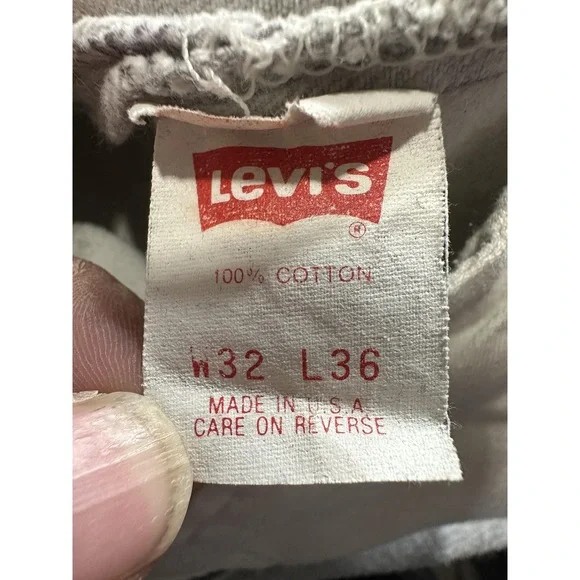 Levi's
®
100% COTTON
W32 L36
MADE IN U.S.A.
CARE ON REVERSE